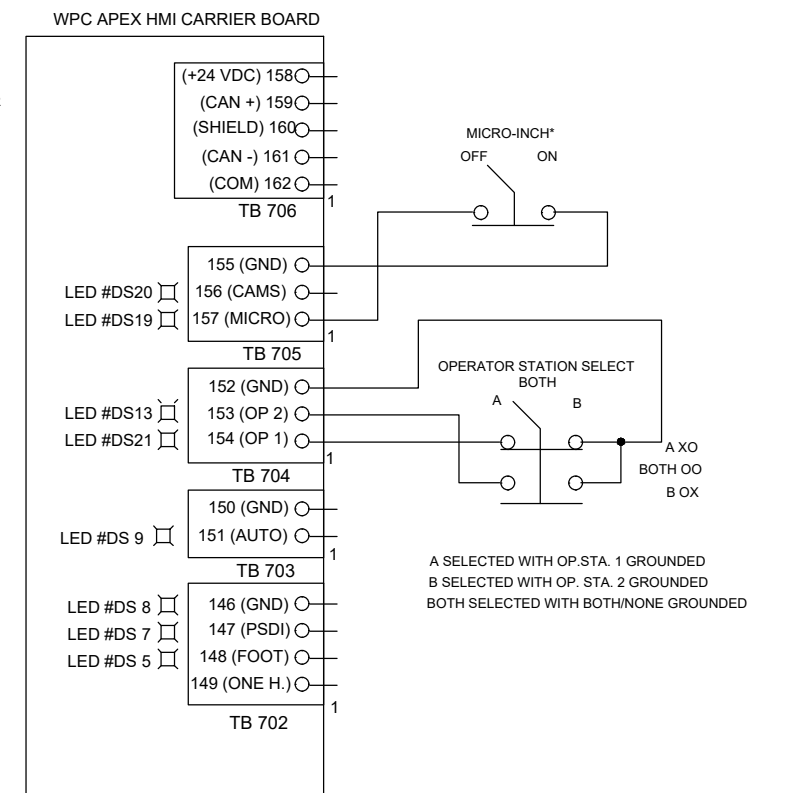 WPC APEX HMI CARRIER BOARD
(+24 VDC) 158
(CAN +) 159
(SHIELD) 160
(CAN -) 161
(COM) 162
1
TB 706
MICRO-INCH*
OFF ON
155 (GND)
LED #DS20 156 (CAMS)
LED #DS19 157 (MICRO)
1
TB 705
152 (GND)
LED #DS13 153 (OP 2)
LED #DS21 154 (OP 1)
1
TB 704
OPERATOR STATION SELECT
BOTH
A B
A XO
BOTH OO
B OX
150 (GND)
LED #DS 9 151 (AUTO)
1
TB 703
A SELECTED WITH OP.STA. 1 GROUNDED
B SELECTED WITH OP. STA. 2 GROUNDED
BOTH SELECTED WITH BOTH/NONE GROUNDED
LED #DS 8 146 (GND)
LED #DS 7 147 (PSDI)
LED #DS 5 148 (FOOT)
149 (ONE H.)
1
TB 702